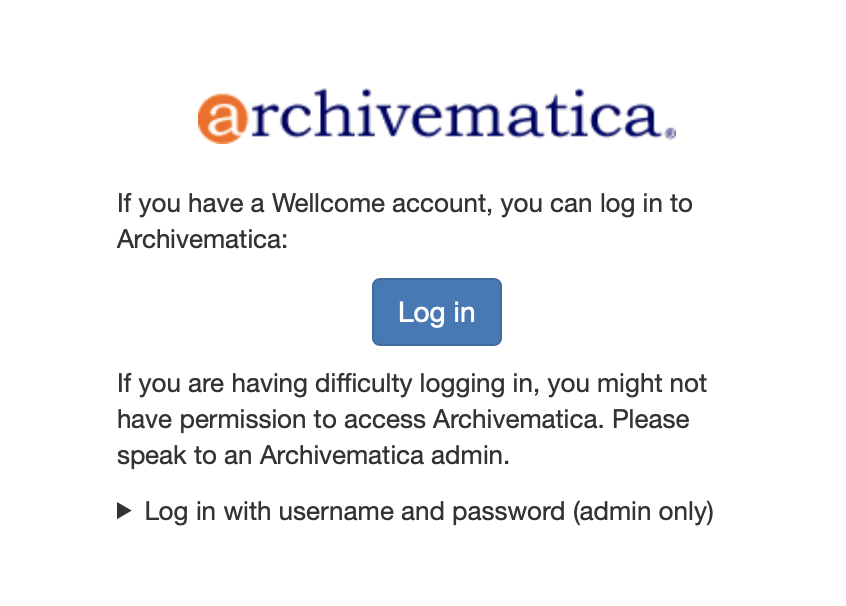 archivematica®
If you have a Wellcome account, you can log in to
Archivematica:
Log in
If you are having difficulty logging in, you might not
have permission to access Archivematica. Please
speak to an Archivematica admin.
▶ Log in with username and password (admin only)